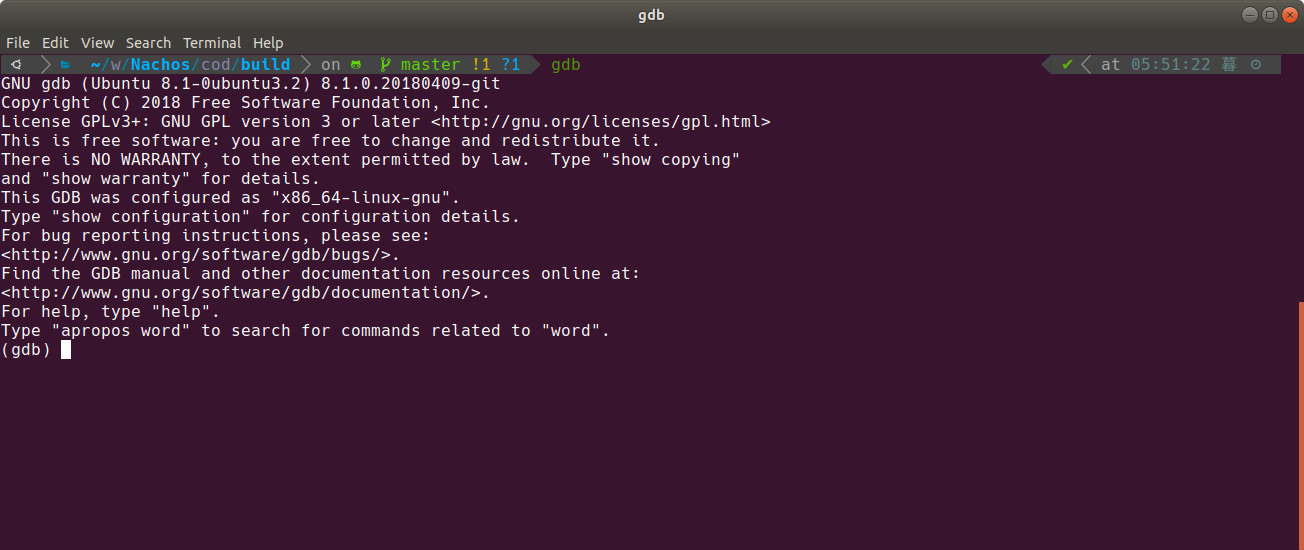 gdb
File Edit View Search Terminal Help
~/w/Nachos/cod/build on master !1 ?1 gdb ✔ at 05:51:22
GNU gdb (Ubuntu 8.1-0ubuntu3.2) 8.1.0.20180409-git
Copyright (C) 2018 Free Software Foundation, Inc.
License GPLv3+: GNU GPL version 3 or later <http://gnu.org/licenses/gpl.html>
This is free software: you are free to change and redistribute it.
There is NO WARRANTY, to the extent permitted by law.  Type "show copying"
and "show warranty" for details.
This GDB was configured as "x86_64-linux-gnu".
Type "show configuration" for configuration details.
For bug reporting instructions, please see:
<http://www.gnu.org/software/gdb/bugs/>.
Find the GDB manual and other documentation resources online at:
<http://www.gnu.org/software/gdb/documentation/>.
For help, type "help".
Type "apropos word" to search for commands related to "word".
(gdb)